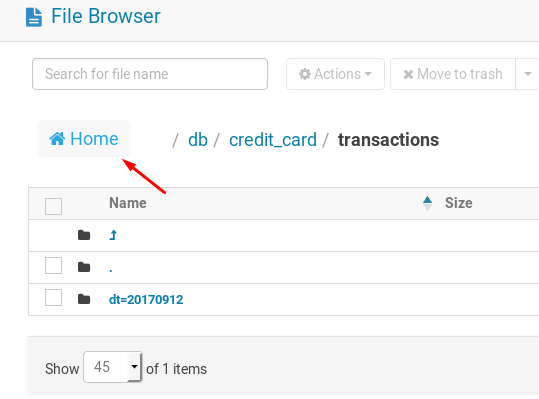 File Browser
Search for file name Actions Move to trash
Home / db / credit_card / transactions
Name Size
.
dt=20170912
Show 45 of 1 items